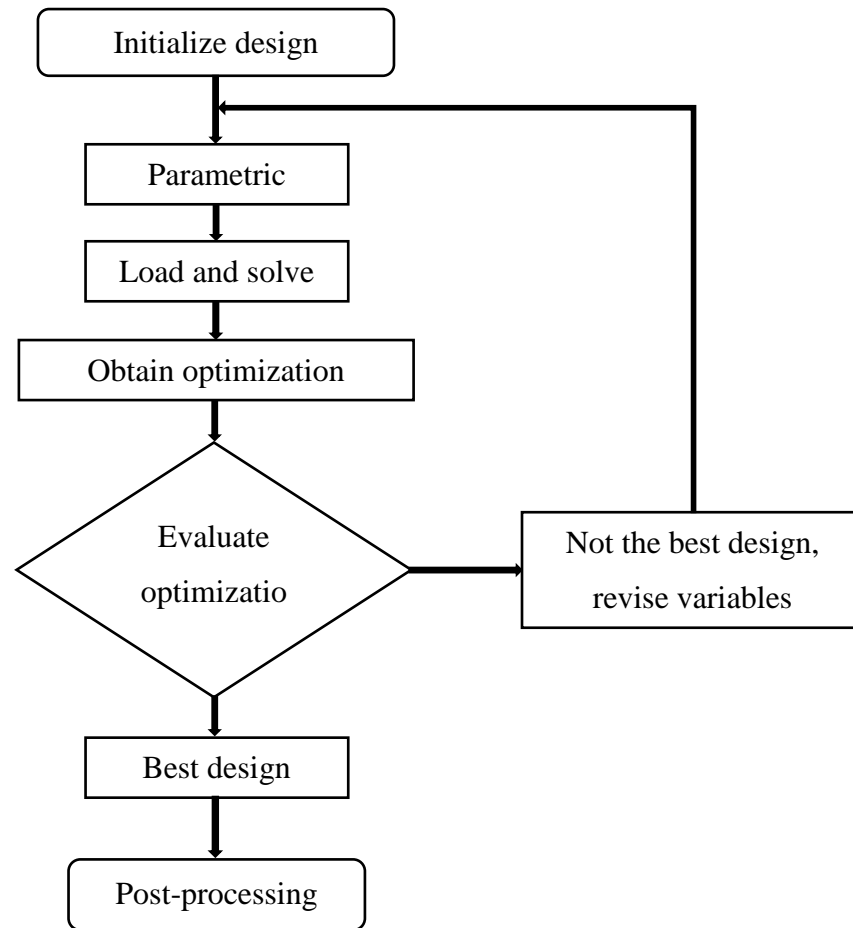 Initialize design
Parametric
Load and solve
Obtain optimization
Evaluate
optimizatio
Not the best design,
revise variables
Best design
Post-processing